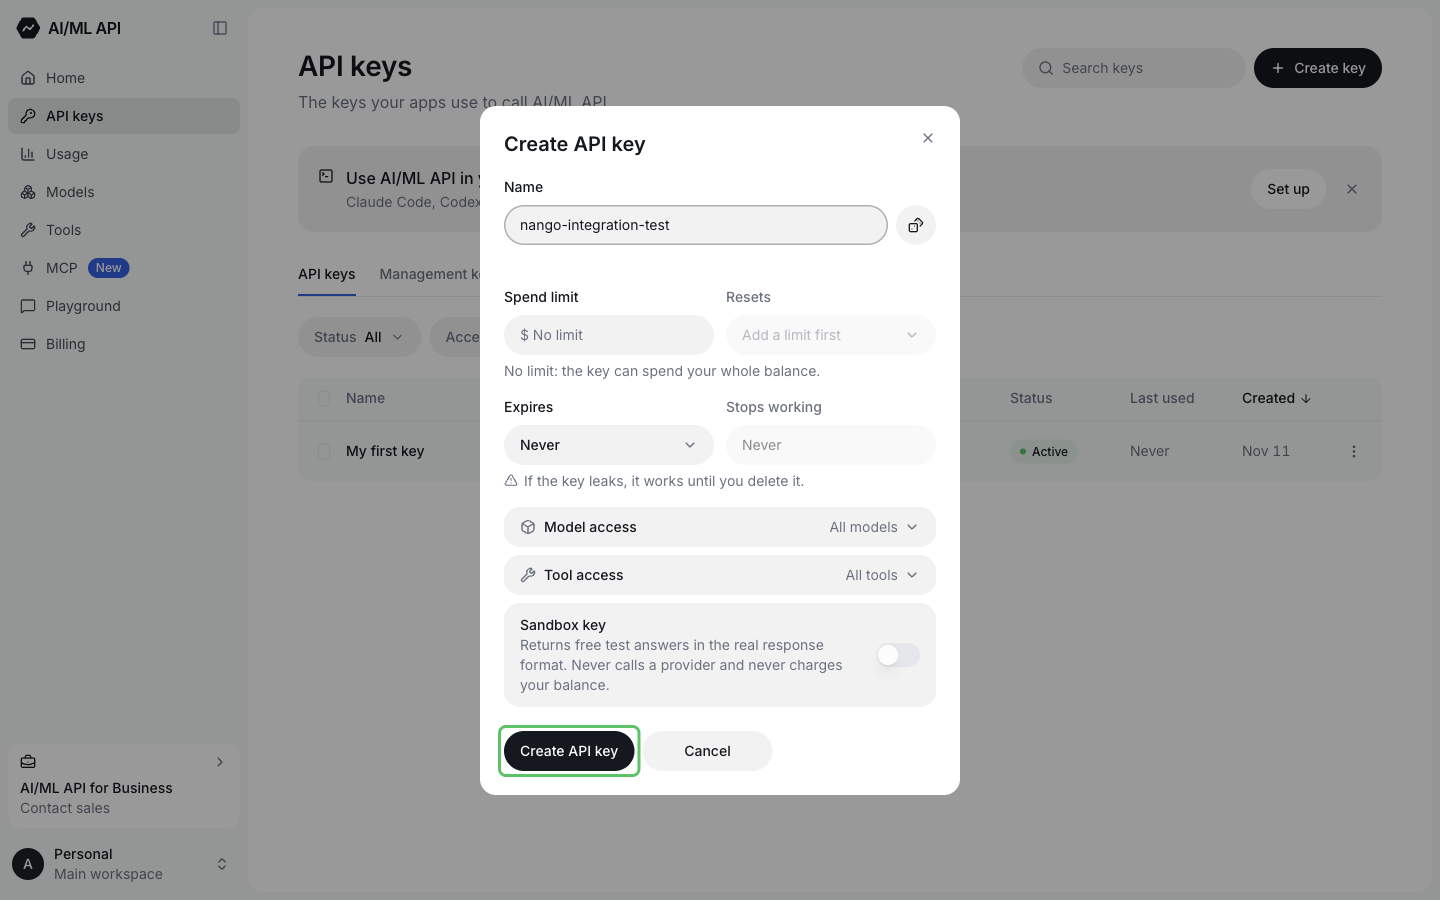 AI/ML API
Home
API keys
Usage
Models
Tools
MCP New
Playground
Billing
AI/ML API for Business
Contact sales
A
Personal
Main workspace
API keys
The keys your apps use to call AI/ML API
Search keys
Create key
Use AI/ML API in
Claude Code, Codex
Set up
API keys
Management
Status All
Name
Status
Last used
Created
My first key
Active
Never
Nov 11
Create API key
Name
nango-integration-test
Spend limit
Resets
$ No limit
Add a limit first
No limit: the key can spend your whole balance.
Expires
Stops working
Never
Never
If the key leaks, it works until you delete it.
Model access
All models
Tool access
All tools
Sandbox key
Returns free test answers in the real response
format. Never calls a provider and never charges
your balance.
Create API key
Cancel